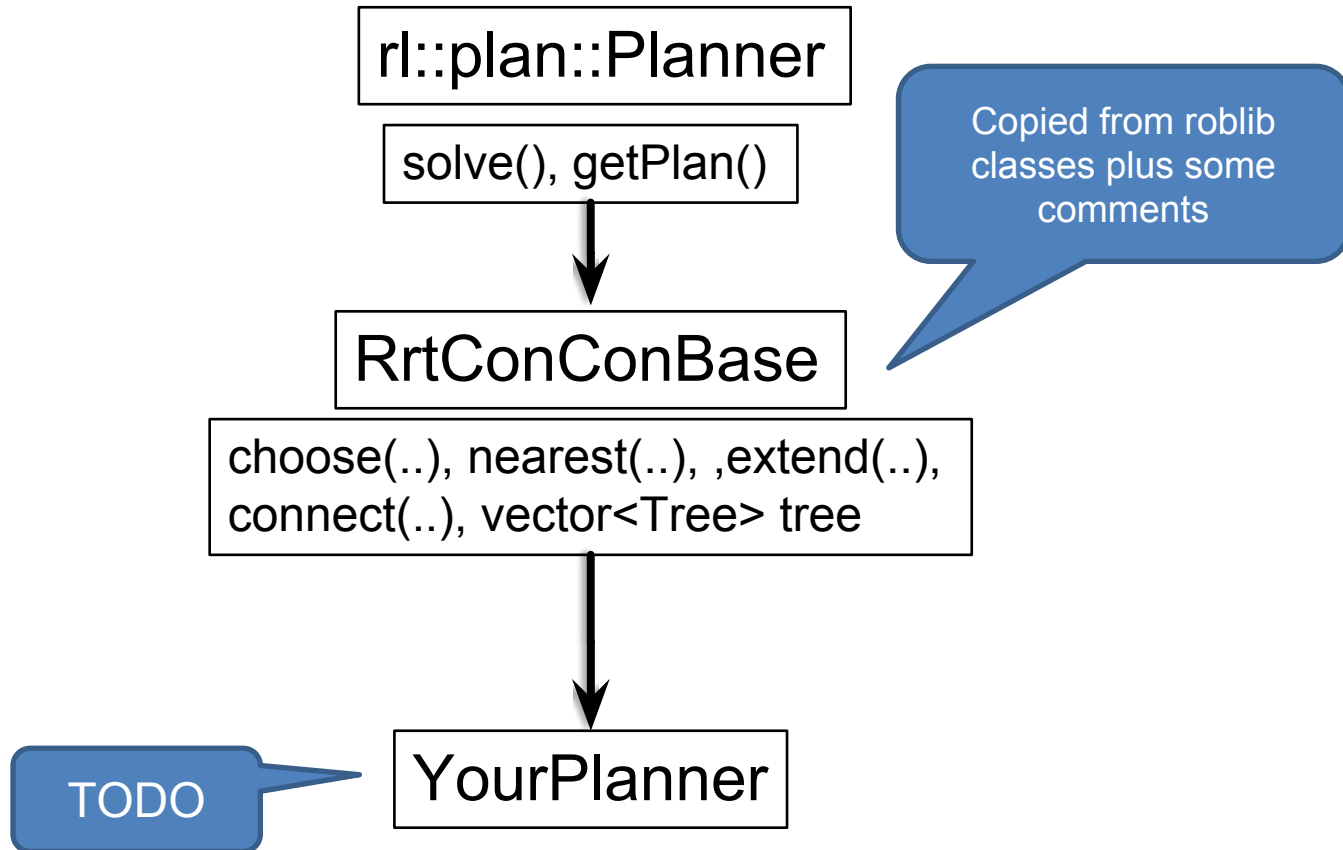 rl::plan::Planner
solve(), getPlan()
Copied from roblib
classes plus some
comments
RrtConConBase
choose(..), nearest(..), ,extend(..),
connect(..), vector<Tree> tree
YourPlanner
TODO